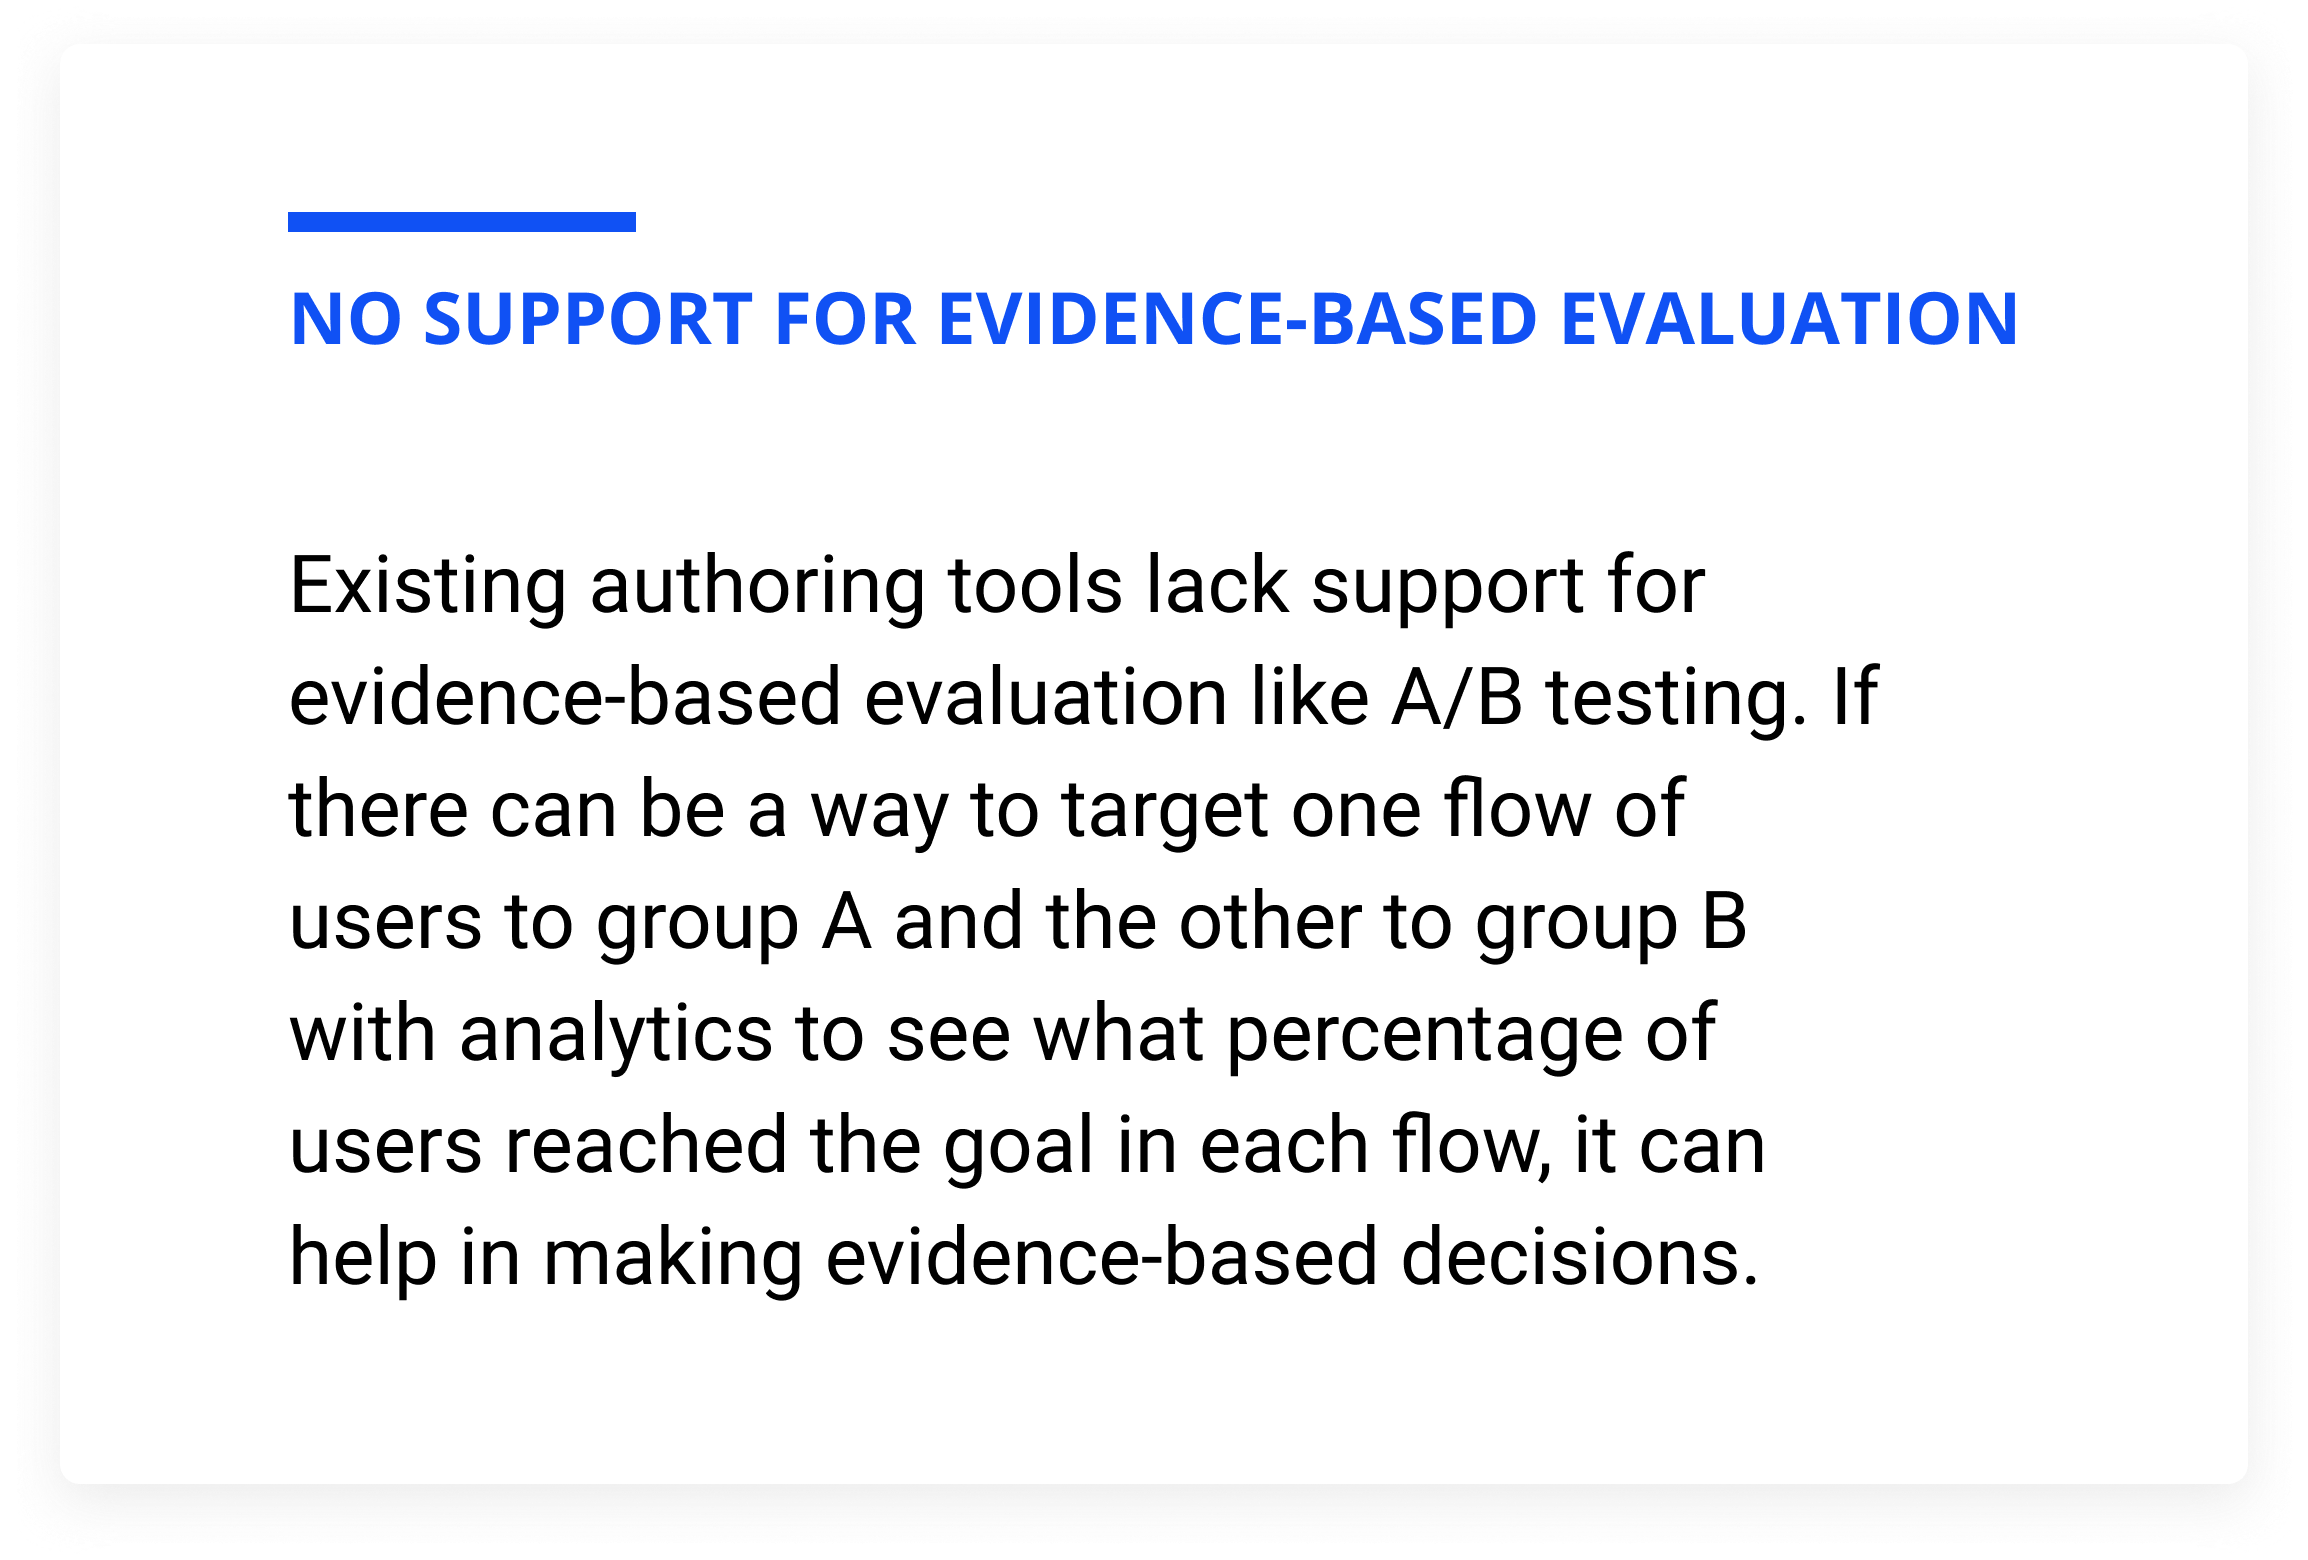 NO SUPPORT FOR EVIDENCE-BASED EVALUATION
Existing authoring tools lack support for
evidence-based evaluation like A/B testing. If
there can be a way to target one flow of
users to group A and the other to group B
with analytics to see what percentage of
users reached the goal in each flow, it can
help in making evidence-based decisions.